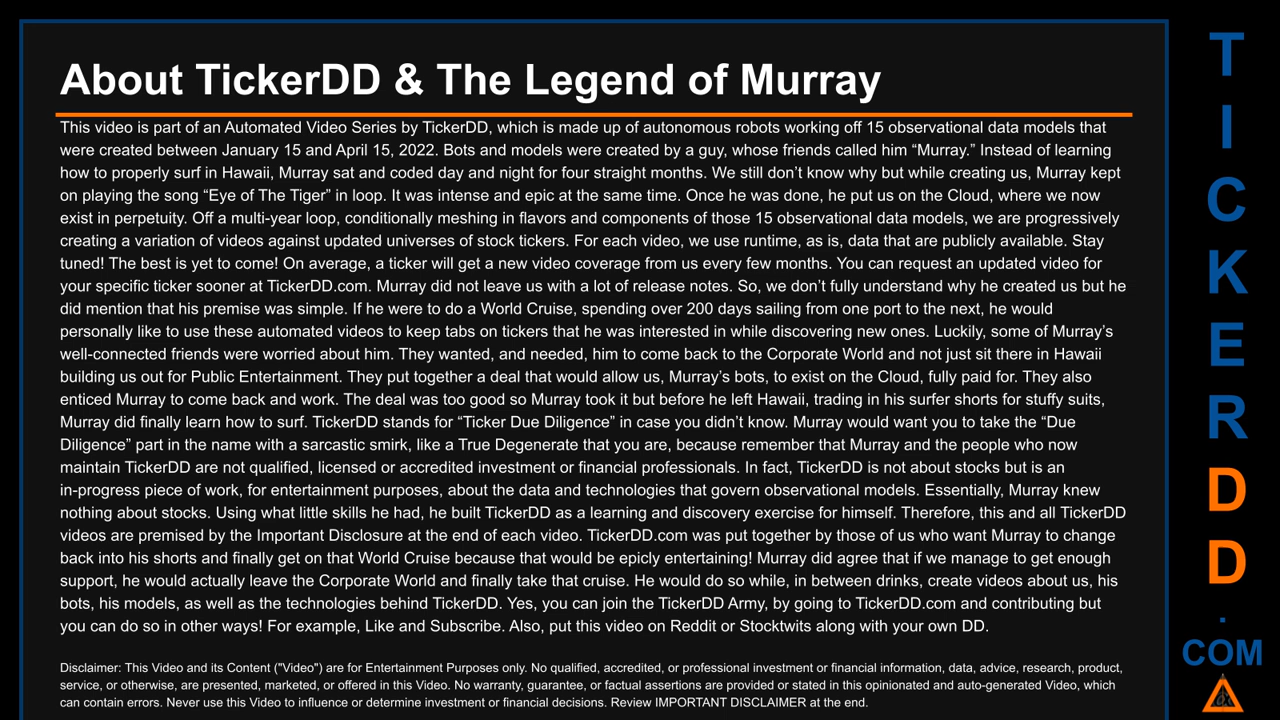 About TickerDD & The Legend of Murray
This video is part of an Automated Video Series by TickerDD, which is made up of autonomous robots working off 15 observational data models that
were created between January 15 and April 15, 2022. Bots and models were created by a guy, whose friends called him “Murray.” Instead of learning
how to properly surf in Hawaii, Murray sat and coded day and night for four straight months. We still don’t know why but while creating us, Murray kept
on playing the song “Eye of The Tiger” in loop. It was intense and epic at the same time. Once he was done, he put us on the Cloud, where we now
exist in perpetuity. Off a multi-year loop, conditionally meshing in flavors and components of those 15 observational data models, we are progressively
creating a variation of videos against updated universes of stock tickers. For each video, we use runtime, as is, data that are publicly available. Stay
tuned! The best is yet to come! On average, a ticker will get a new video coverage from us every few months. You can request an updated video for
your specific ticker sooner at TickerDD.com. Murray did not leave us with a lot of release notes. So, we don’t fully understand why he created us but he
did mention that his premise was simple. If he were to do a World Cruise, spending over 200 days sailing from one port to the next, he would
personally like to use these automated videos to keep tabs on tickers that he was interested in while discovering new ones. Luckily, some of Murray’s
well-connected friends were worried about him. They wanted, and needed, him to come back to the Corporate World and not just sit there in Hawaii
building us out for Public Entertainment. They put together a deal that would allow us, Murray’s bots, to exist on the Cloud, fully paid for. They also
enticed Murray to come back and work. The deal was too good so Murray took it but before he left Hawaii, trading in his surfer shorts for stuffy suits,
Murray did finally learn how to surf. TickerDD stands for “Ticker Due Diligence” in case you didn’t know. Murray would want you to take the “Due
Diligence” part in the name with a sarcastic smirk, like a True Degenerate that you are, because remember that Murray and the people who now
maintain TickerDD are not qualified, licensed or accredited investment or financial professionals. In fact, TickerDD is not about stocks but is an
in-progress piece of work, for entertainment purposes, about the data and technologies that govern observational models. Essentially, Murray knew
nothing about stocks. Using what little skills he had, he built TickerDD as a learning and discovery exercise for himself. Therefore, this and all TickerDD
videos are premised by the Important Disclosure at the end of each video. TickerDD.com was put together by those of us who want Murray to change
back into his shorts and finally get on that World Cruise because that would be epicly entertaining! Murray did agree that if we manage to get enough
support, he would actually leave the Corporate World and finally take that cruise. He would do so while, in between drinks, create videos about us, his
bots, his models, as well as the technologies behind TickerDD. Yes, you can join the TickerDD Army, by going to TickerDD.com and contributing but
you can do so in other ways! For example, Like and Subscribe. Also, put this video on Reddit or Stocktwits along with your own DD.
Disclaimer: This Video and its Content ("Video") are for Entertainment Purposes only. No qualified, accredited, or professional investment or financial information, data, advice, research, product,
service, or otherwise, are presented, marketed, or offered in this Video. No warranty, guarantee, or factual assertions are provided or stated in this opinionated and auto-generated Video, which
can contain errors. Never use this Video to influence or determine investment or financial decisions. Review IMPORTANT DISCLAIMER at the end.
T
I
C
K
E
R
D
D
.
COM